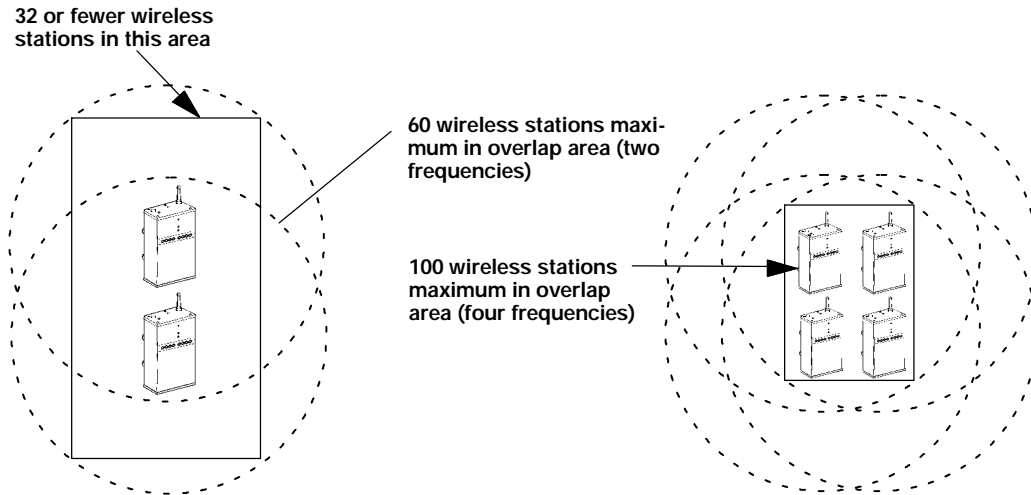 32 or fewer wireless
stations in this area
60 wireless stations maxi-
mum in overlap area (two
frequencies)
100 wireless stations
maximum in overlap
area (four frequencies)